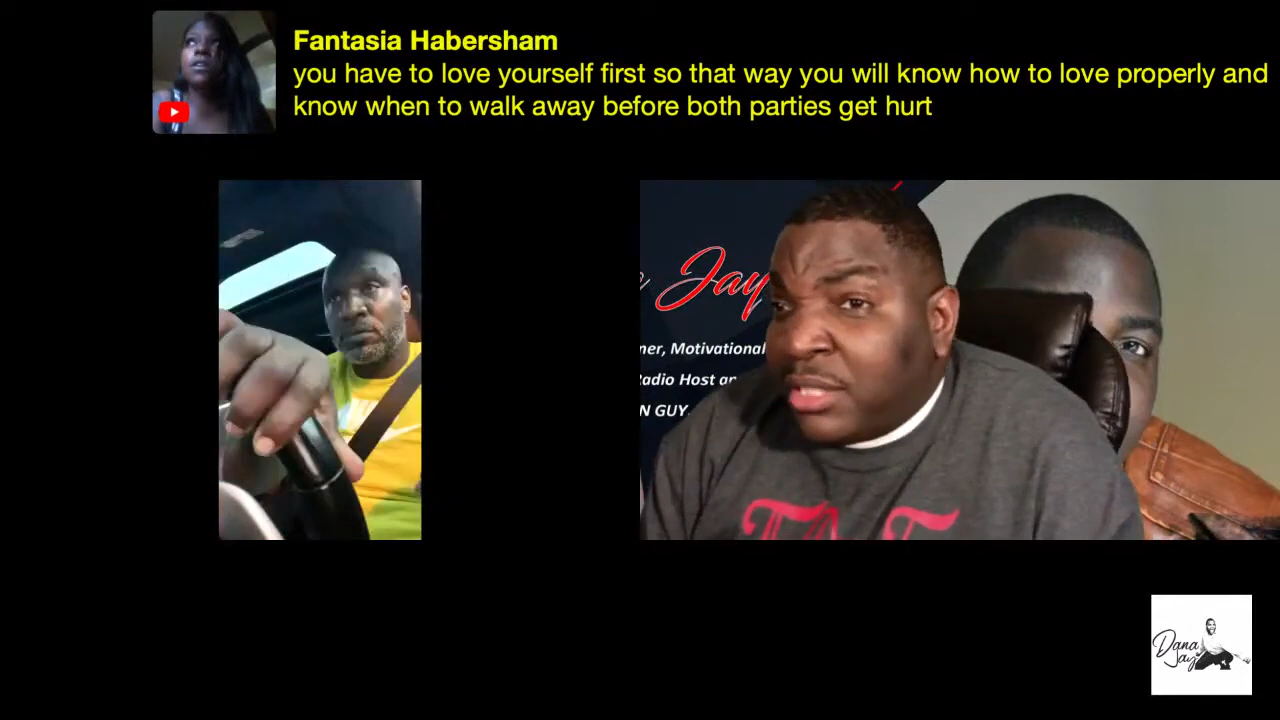 Fantasia Habersham
you have to love yourself first so that way you will know how to love properly and
know when to walk away before both parties get hurt
Jay
ner, Motivational
Radio Host an
N GUY.
Dana
Jay